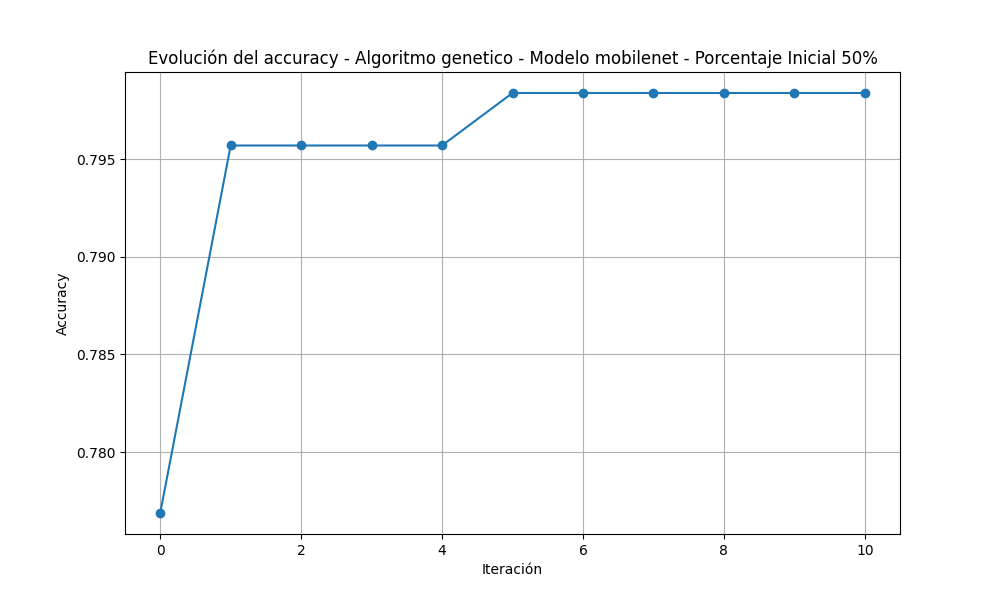 Evolución del accuracy - Algoritmo genetico - Modelo mobilenet - Porcentaje Inicial 50%
0.795
0.790
0.785
0.780
Accuracy
0 2 4 6 8 10
Iteración